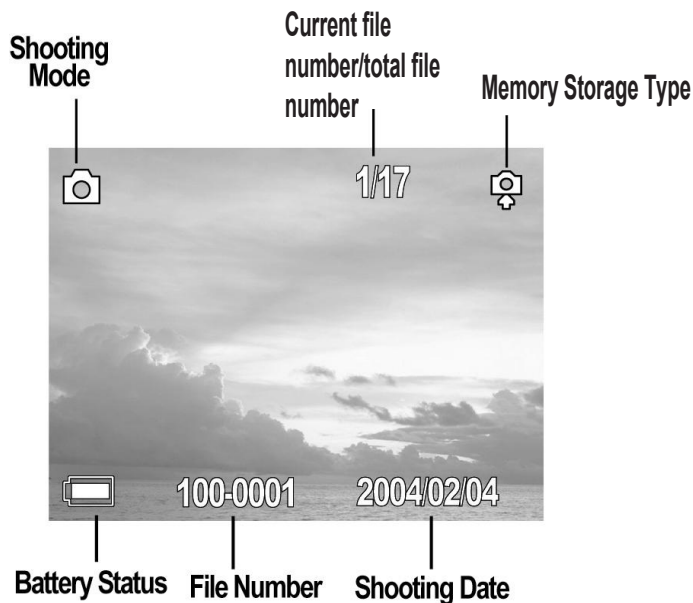 Shooting
Mode
Current file
number/total file
number
Memory Storage Type
1/17
100-0001
2004/02/04
Battery Status
File Number
Shooting Date